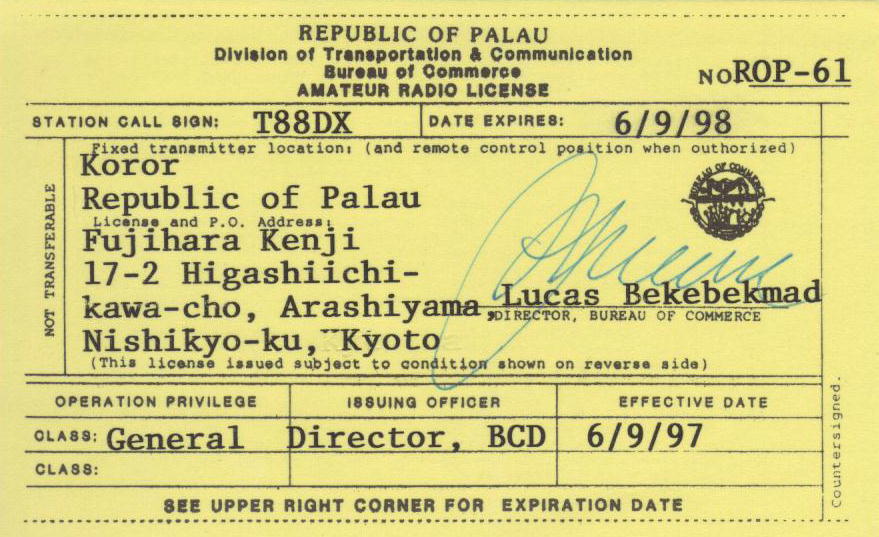 REPUBLIC OF PALAU
Division of Transportation & Communication
Bureau of Commerce
AMATEUR RADIO LICENSE
NO ROP-61
STATION CALL SIGN: T88DX
DATE EXPIRES: 6/9/98
Fixed transmitter location: (and remote control position when outhorized)
Koror
Republic of Palau
License and P.O. Address:
Fujihara Kenji
17-2 Higashiichi-
kawa-cho, Arashiyama,
Nishikyo-ku, Kyoto
NOT TRANSFERABLE
BUREAU OF COMMERCE
Lucas Bekebekmad
DIRECTOR, BUREAU OF COMMERCE
(This license issued subject to condition shown on reverse side)
OPERATION PRIVILEGE ISSUING OFFICER EFFECTIVE DATE
CLASS: General Director, BCD 6/9/97
CLASS:
Countersigned.
SEE UPPER RIGHT CORNER FOR EXPIRATION DATE